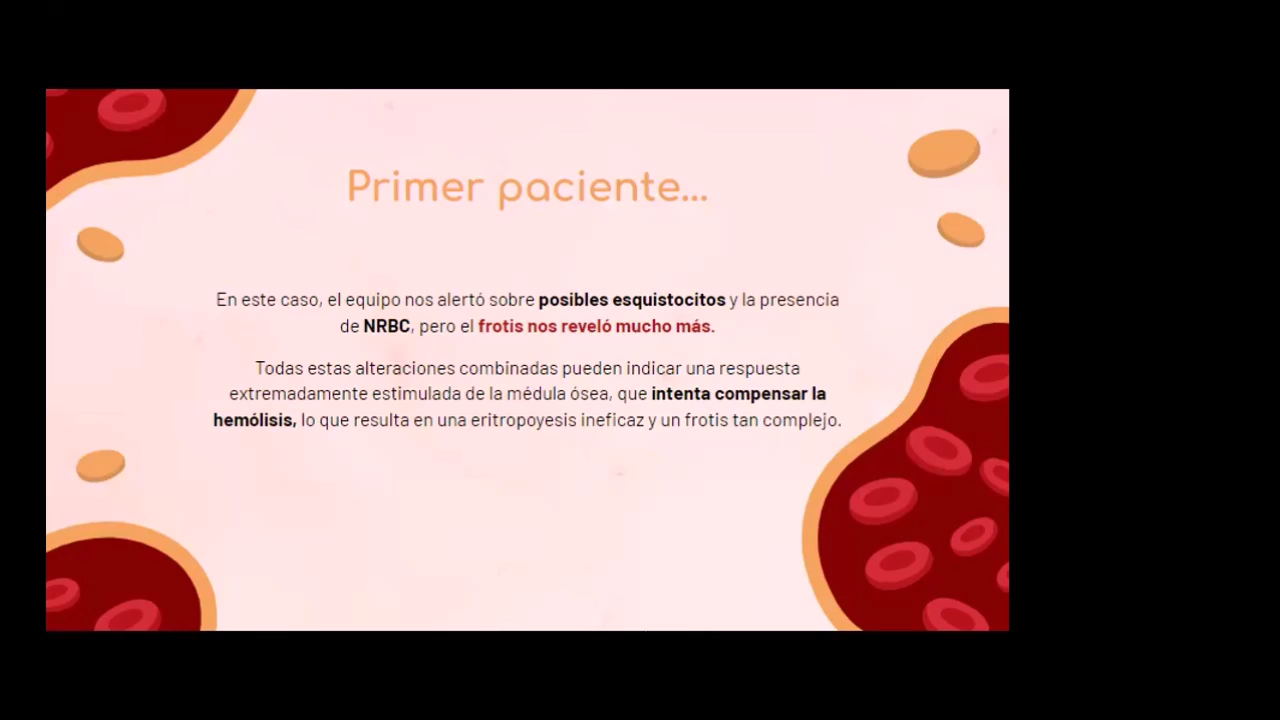 Primer paciente...
En este caso, el equipo nos alertó sobre posibles esquistocitos y la presencia
de NRBC, pero el frotis nos reveló mucho más.
Todas estas alteraciones combinadas pueden indicar una respuesta
extremadamente estimulada de la médula ósea, que intenta compensar la
hemólisis, lo que resulta en una eritropoyesis ineficaz y un frotis tan complejo.